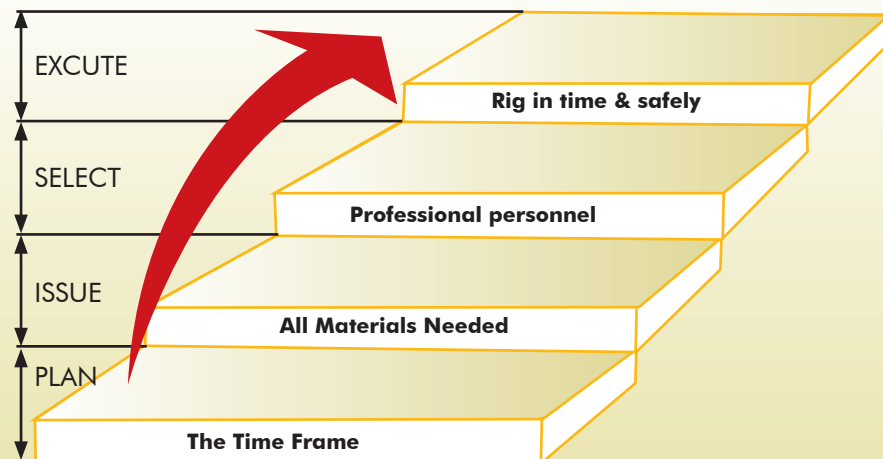 EXCUTE
Rig in time & safely
SELECT
Professional personnel
ISSUE
All Materials Needed
PLAN
The Time Frame